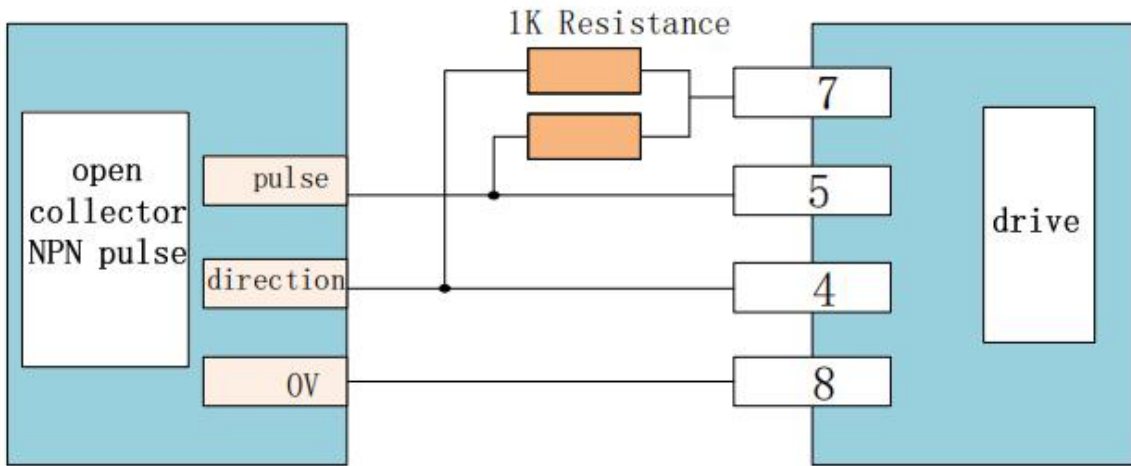 1K Resistance
7
open
collector
NPN pulse
pulse
5
drive
direction
4
0V
8